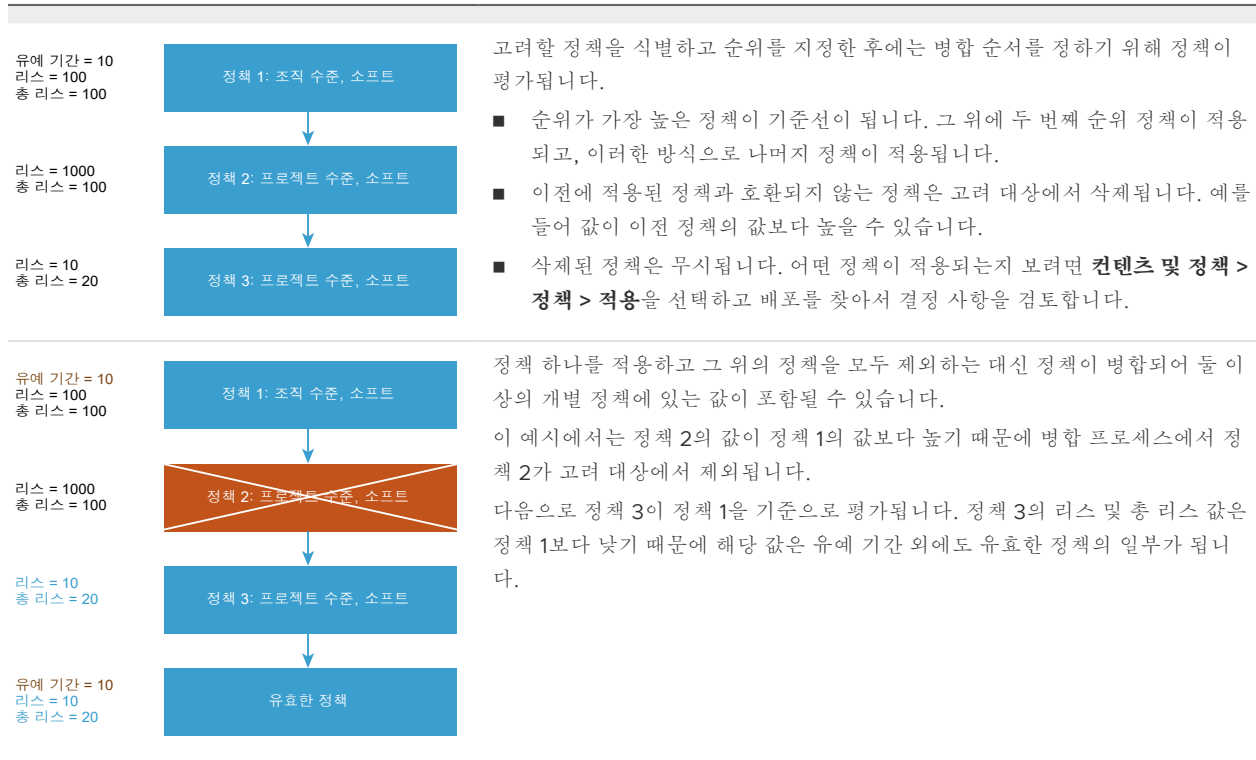 유예 기간 = 10
리스 = 100
총 리스 = 100
정책 1: 조직 수준, 소프트
리스 = 1000
총 리스 = 100
정책 2: 프로젝트 수준, 소프트
리스 = 10
총 리스 = 20
정책 3: 프로젝트 수준, 소프트
고려할 정책을 식별하고 순위를 지정한 후에는 병합 순서를 정하기 위해 정책이
평가됩니다.
■ 순위가 가장 높은 정책이 기준선이 됩니다. 그 위에 두 번째 순위 정책이 적용
되고, 이러한 방식으로 나머지 정책이 적용됩니다.
■ 이전에 적용된 정책과 호환되지 않는 정책은 고려 대상에서 삭제됩니다. 예를
들어 값이 이전 정책의 값보다 높을 수 있습니다.
■ 삭제된 정책은 무시됩니다. 어떤 정책이 적용되는지 보려면 컨텐츠 및 정책 >
정책 > 적용을 선택하고 배포를 찾아서 결정 사항을 검토합니다.
유예 기간 = 10
리스 = 100
총 리스 = 100
정책 1: 조직 수준, 소프트
리스 = 1000
총 리스 = 100
정책 2: 프로젝트 수준, 소프트
리스 = 10
총 리스 = 20
정책 3: 프로젝트 수준, 소프트
유예 기간 = 10
리스 = 10
총 리스 = 20
유효한 정책
정책 하나를 적용하고 그 위의 정책을 모두 제외하는 대신 정책이 병합되어 둘 이
상의 개별 정책에 있는 값이 포함될 수 있습니다.
이 예시에서는 정책 2의 값이 정책 1의 값보다 높기 때문에 병합 프로세스에서 정
책 2가 고려 대상에서 제외됩니다.
다음으로 정책 3이 정책 1을 기준으로 평가됩니다. 정책 3의 리스 및 총 리스 값은
정책 1보다 낮기 때문에 해당 값은 유예 기간 외에도 유효한 정책의 일부가 됩니
다.